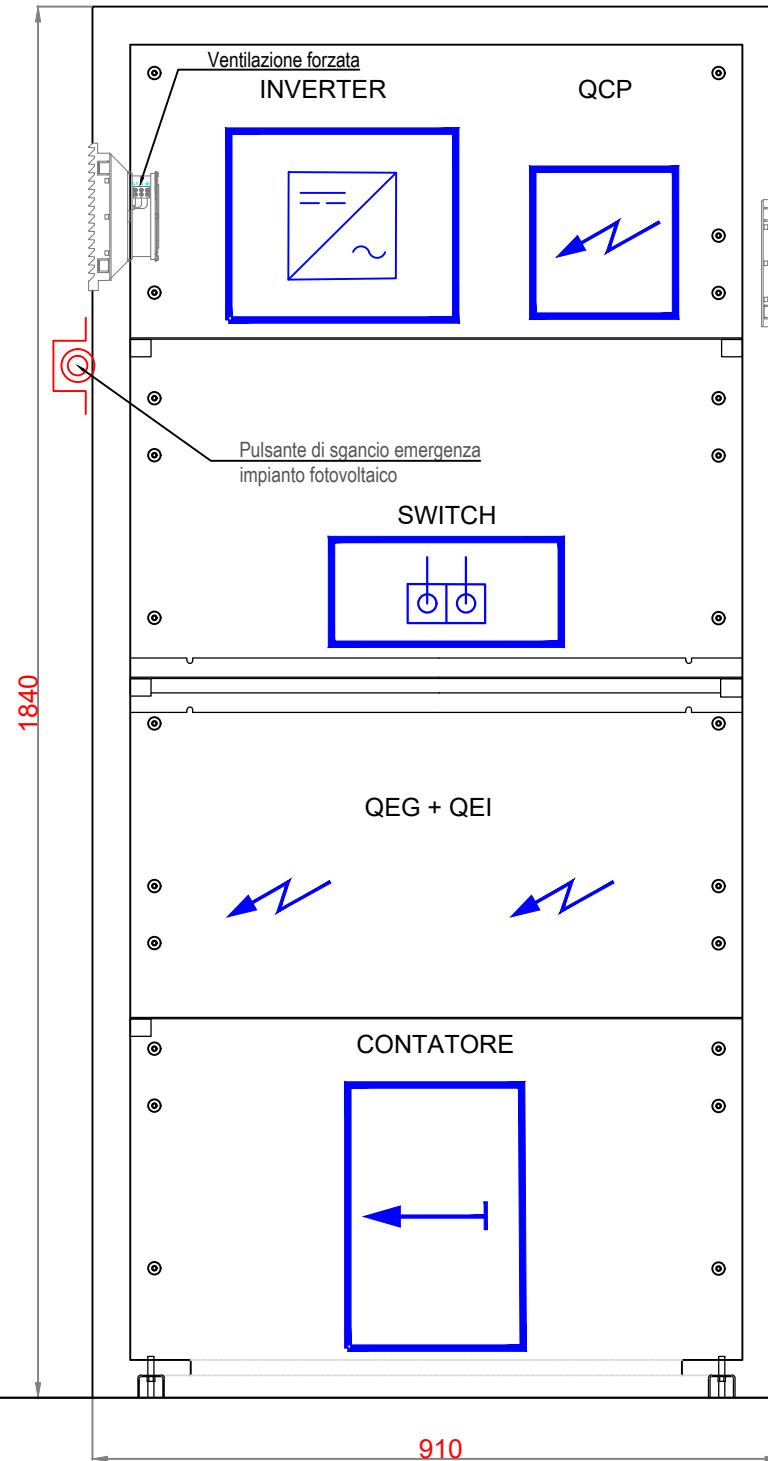 Ventilazione forzata
INVERTER
QCP
Pulsante di sgancio emergenza
impianto fotovoltaico
SWITCH
1840
QEG + QEI
CONTATORE
910